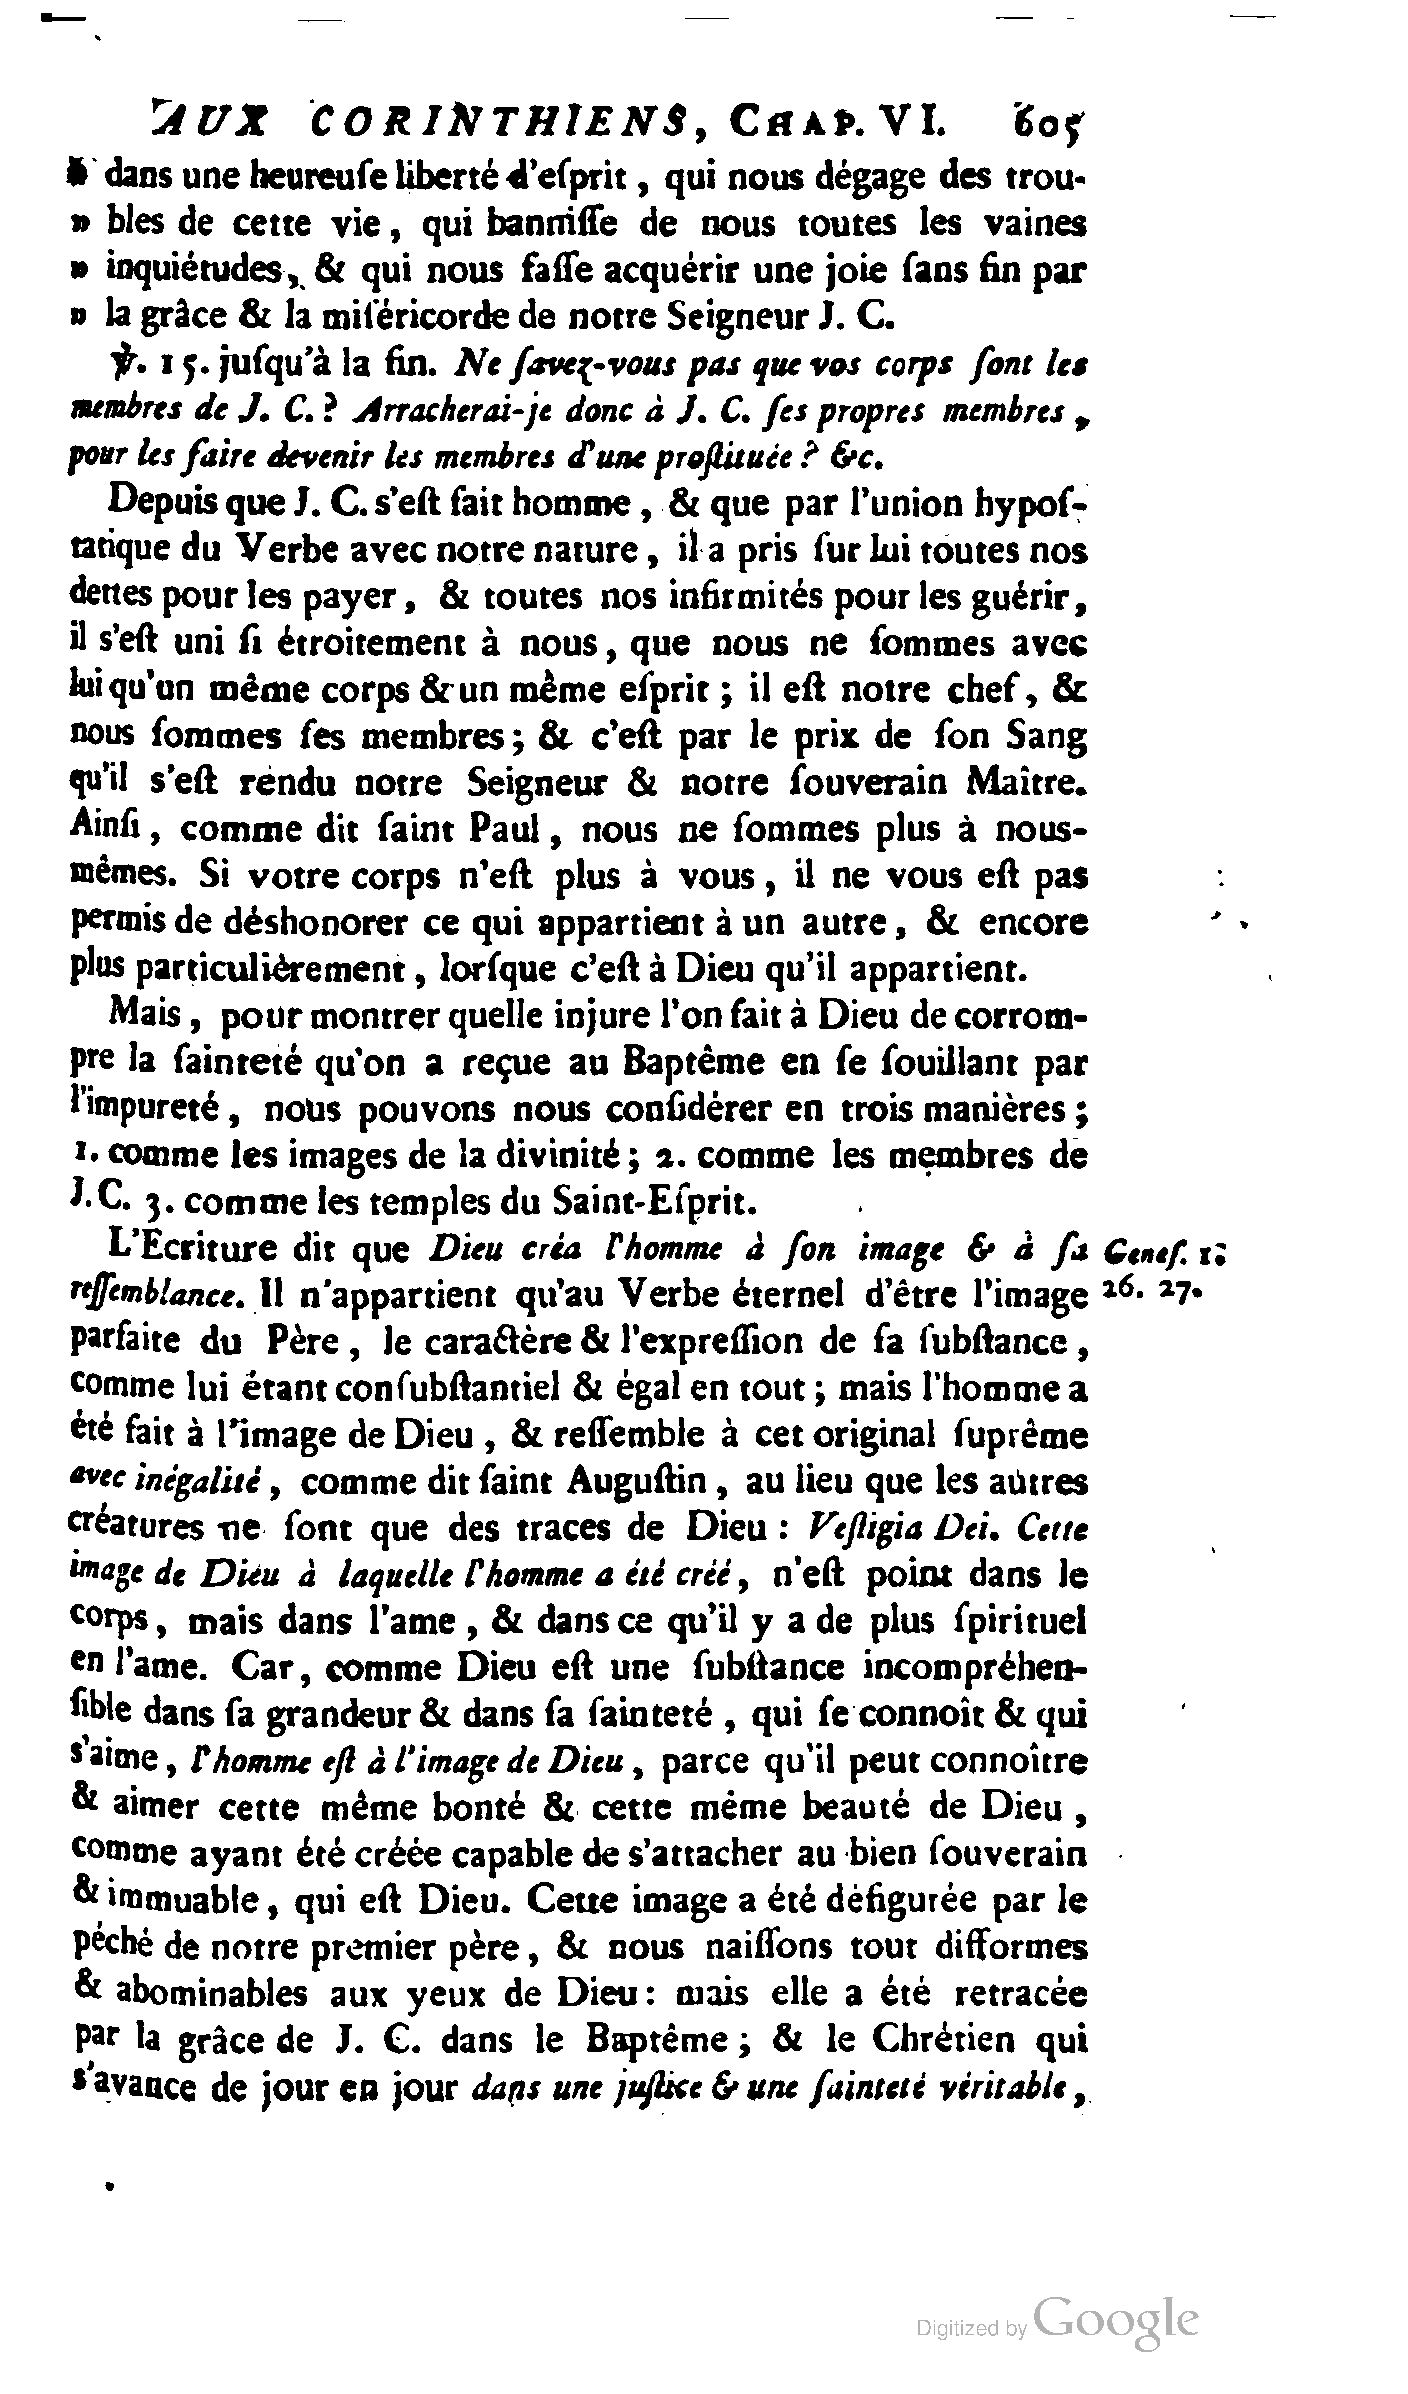 AUX CORINTHIENS, CHAP. VI. 605
» dans une heureuſe liberté d'eſprit, qui nous dégage des trou-
» bles de cette vie, qui banniſſe de nous toutes les vaines
» inquiétudes, & qui nous faſſe acquérir une joie ſans fin par
» la grâce & la miſéricorde de notre Seigneur J. C.
℣. 15. juſqu'à la fin. Ne ſavez-vous pas que vos corps ſont les
membres de J. C.? Arracherai-je donc à J. C. ſes propres membres,
pour les faire devenir les membres d'une proſtituée? &c.
Depuis que J. C. s'eſt fait homme, & que par l'union hypoſ-
tatique du Verbe avec notre nature, il a pris ſur lui toutes nos
dettes pour les payer, & toutes nos infirmités pour les guérir,
il s'eſt uni ſi étroitement à nous, que nous ne ſommes avec
lui qu'un même corps & un même eſprit; il eſt notre chef, &
nous ſommes ſes membres; & c'eſt par le prix de ſon Sang
qu'il s'eſt rendu notre Seigneur & notre ſouverain Maître.
Ainſi, comme dit ſaint Paul, nous ne ſommes plus à nous-
mêmes. Si votre corps n'eſt plus à vous, il ne vous eſt pas
permis de déshonorer ce qui appartient à un autre, & encore
plus particulièrement, lorſque c'eſt à Dieu qu'il appartient.
Mais, pour montrer quelle injure l'on fait à Dieu de corrom-
pre la ſainteté qu'on a reçue au Baptême en ſe ſouillant par
l'impureté, nous pouvons nous conſidérer en trois manières;
1. comme les images de la divinité; 2. comme les membres de
J. C. 3. comme les temples du Saint-Eſprit.
L'Ecriture dit que Dieu créa l'homme à ſon image & à ſa
reſſemblance. Il n'appartient qu'au Verbe éternel d'être l'image
parfaite du Père, le caractère & l'expreſſion de ſa ſubſtance,
comme lui étant conſubſtantiel & égal en tout; mais l'homme a
été fait à l'image de Dieu, & reſſemble à cet original ſuprême
avec inégalité, comme dit ſaint Auguſtin, au lieu que les autres
créatures ne ſont que des traces de Dieu: Veſtigia Dei. Cette
image de Dieu à laquelle l'homme a été créé, n'eſt point dans le
corps, mais dans l'ame, & dans ce qu'il y a de plus ſpirituel
en l'ame. Car, comme Dieu eſt une ſubſtance incompréhen-
ſible dans ſa grandeur & dans ſa ſainteté, qui ſe connoît & qui
s'aime, l'homme eſt à l'image de Dieu, parce qu'il peut connoître
& aimer cette même bonté & cette même beauté de Dieu,
comme ayant été créée capable de s'attacher au bien ſouverain
& immuable, qui eſt Dieu. Cette image a été défigurée par le
péché de notre premier père, & nous naiſſons tout difformes
& abominables aux yeux de Dieu: mais elle a été retracée
par la grâce de J. C. dans le Baptême; & le Chrétien qui
s'avance de jour en jour dans une juſtice & une ſainteté véritable,
Geneſ. 1.
26. 27.
Digitized by Google